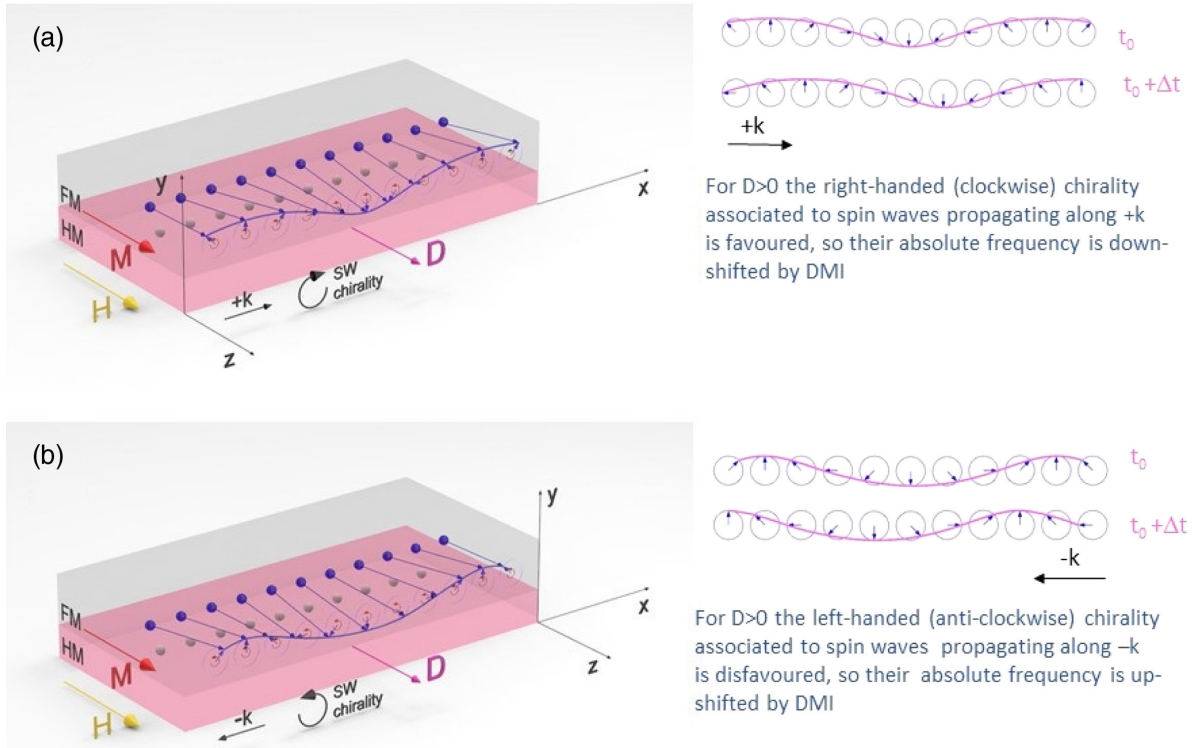 (a)
y
x
FM
HM
M
D
H
+k
SW
chirality
z
t0
t0 +Δt
+k
For D>0 the right-handed (clockwise) chirality
associated to spin waves propagating along +k
is favoured, so their absolute frequency is down-
shifted by DMI
(b)
y
x
FM
HM
M
D
H
-k
SW
chirality
z
t0
t0 +Δt
-k
For D>0 the left-handed (anti-clockwise) chirality
associated to spin waves propagating along –k
is disfavoured, so their absolute frequency is up-
shifted by DMI